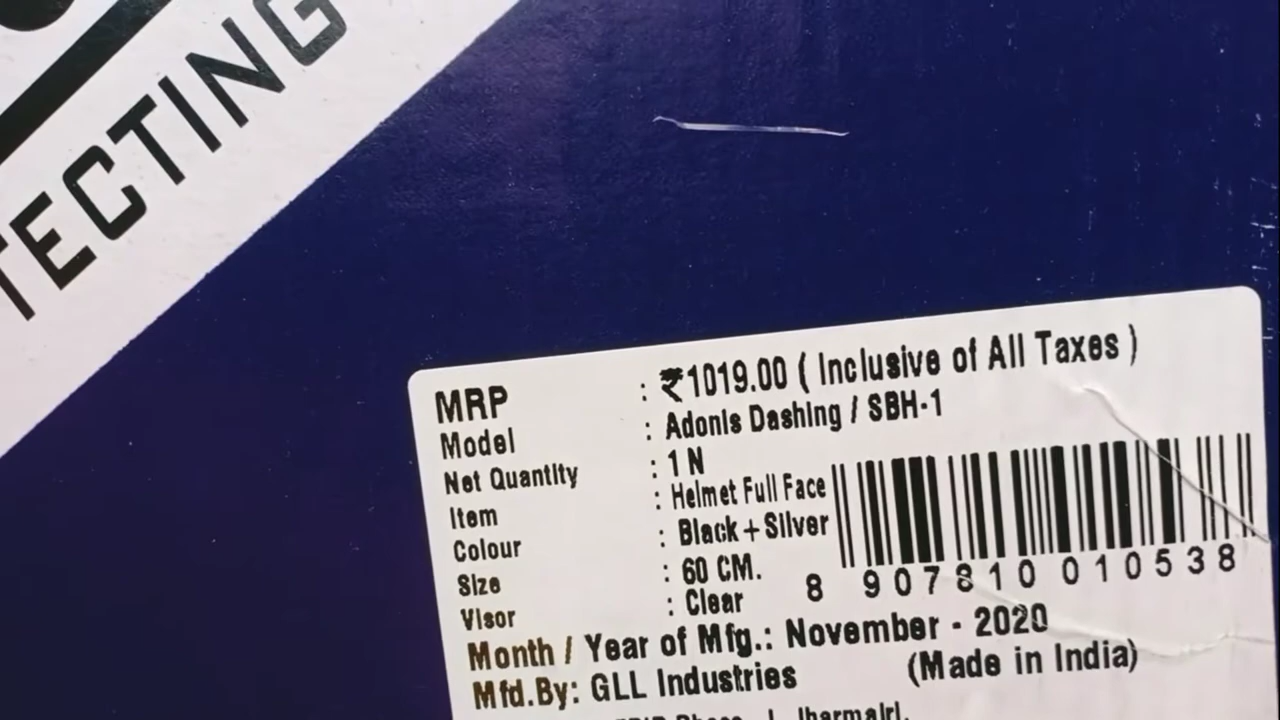 TECTING
MRP : ₹1019.00 ( Inclusive of All Taxes )
Model : Adonis Dashing / SBH-1
Net Quantity : 1 N
Item : Helmet Full Face
Colour : Black + Silver
Size : 60 CM.
Visor : Clear
8 907810 010538
Month / Year of Mfg.: November - 2020
Mfd.By: GLL Industries (Made in India)